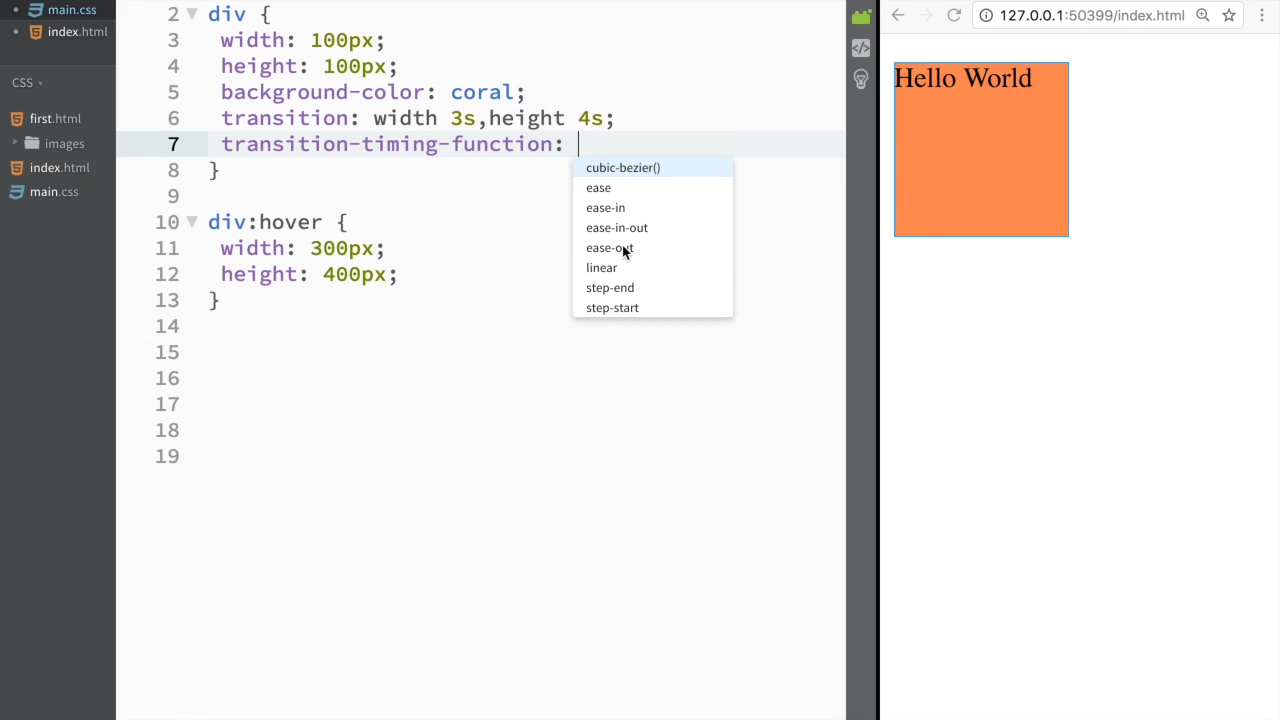 main.css
index.html
CSS
first.html
images
index.html
main.css
2 div {
3 width: 100px;
4 height: 100px;
5 background-color: coral;
6 transition: width 3s,height 4s;
7 transition-timing-function:
8 }
9
10 div:hover {
11 width: 300px;
12 height: 400px;
13 }
14
15
16
17
18
19
cubic-bezier()
ease
ease-in
ease-in-out
ease-out
linear
step-end
step-start
127.0.0.1:50399/index.html
Hello World